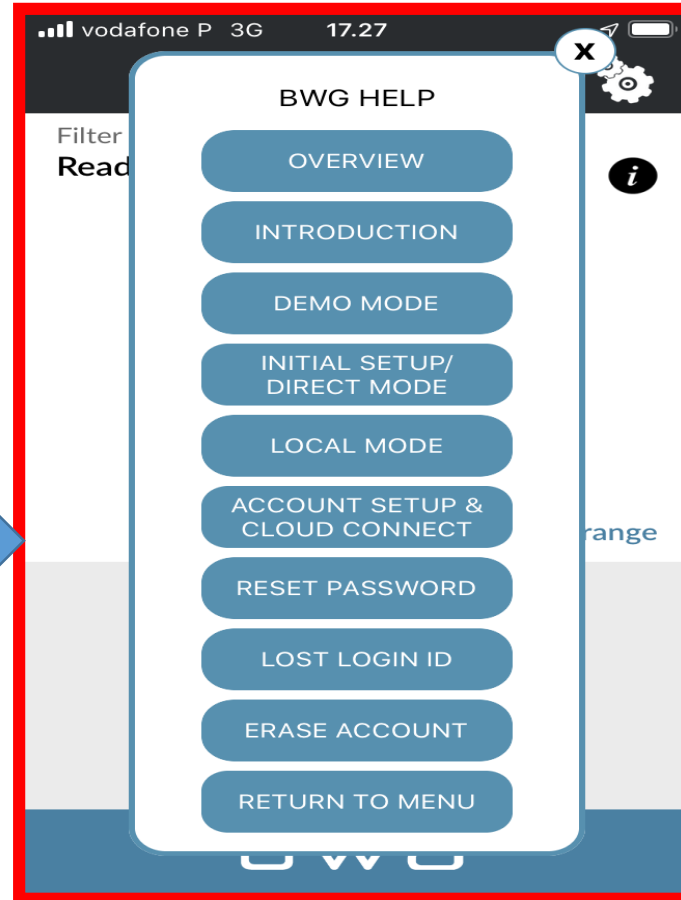 vodafone P 3G 17.27
x
BWG HELP
Filter
Read
i
OVERVIEW
INTRODUCTION
DEMO MODE
INITIAL SETUP/
DIRECT MODE
LOCAL MODE
ACCOUNT SETUP &
CLOUD CONNECT
range
RESET PASSWORD
LOST LOGIN ID
ERASE ACCOUNT
RETURN TO MENU